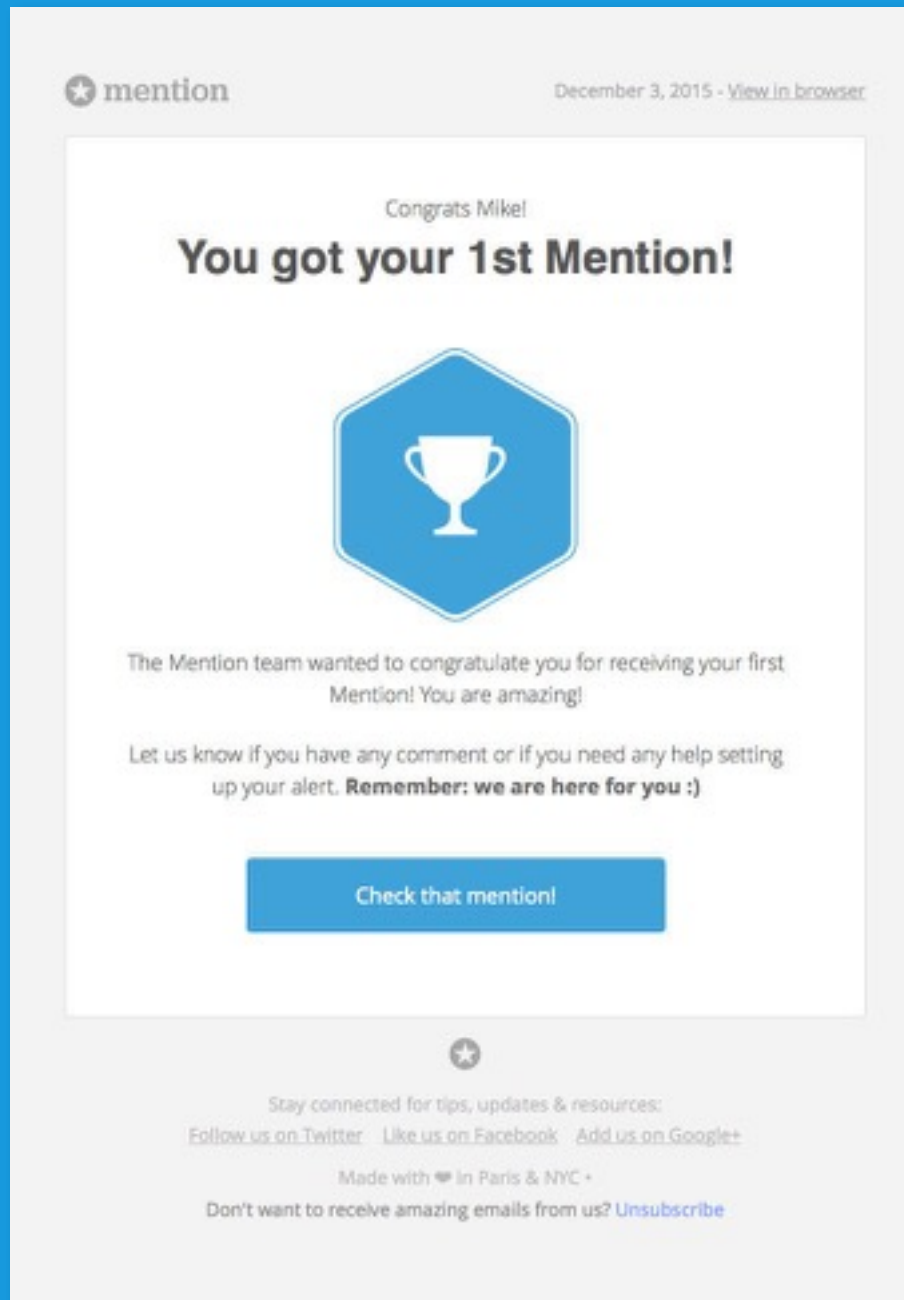 mention
December 3, 2015 - View in browser
Congrats Mike!
You got your 1st Mention!
The Mention team wanted to congratulate you for receiving your first
Mention! You are amazing!
Let us know if you have any comment or if you need any help setting
up your alert. Remember: we are here for you :)
Check that mention!
Stay connected for tips, updates & resources:
Follow us on Twitter Like us on Facebook Add us on Google+
Made with ❤ in Paris & NYC •
Don't want to receive amazing emails from us? Unsubscribe